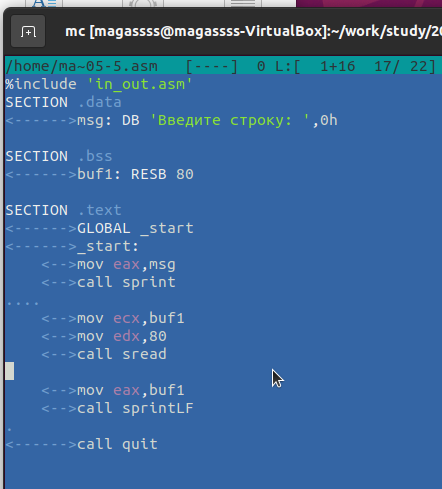 mc [magassss@magassss-VirtualBox]:~/work/study/20
/home/ma~05-5.asm   [----]  0 L:[  1+16  17/ 22]
%include 'in_out.asm'
SECTION .data
<------>msg: DB 'Введите строку: ',0h

SECTION .bss
<------>buf1: RESB 80

SECTION .text
<------>GLOBAL _start
<------>_start:
    <-->mov eax,msg
    <-->call sprint
....
    <-->mov ecx,buf1
    <-->mov edx,80
    <-->call sread

    <-->mov eax,buf1
    <-->call sprintLF
.
<------>call quit